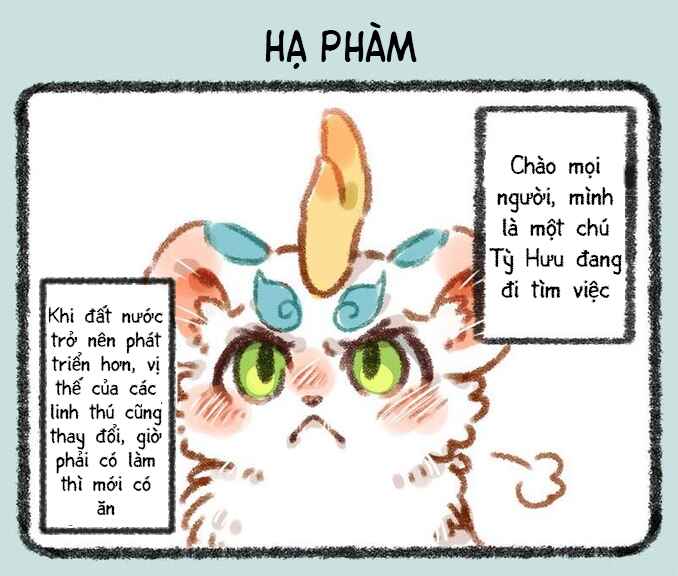 HẠ PHÀM
Chào mọi
người, mình
là một chú
Tỳ Hưu đang
đi tìm việc
Khi đất nước
trở nên phát
triển hơn, vị
thế của các
linh thú cũng
thay đổi, giờ
phải có làm
thì mới có
ăn